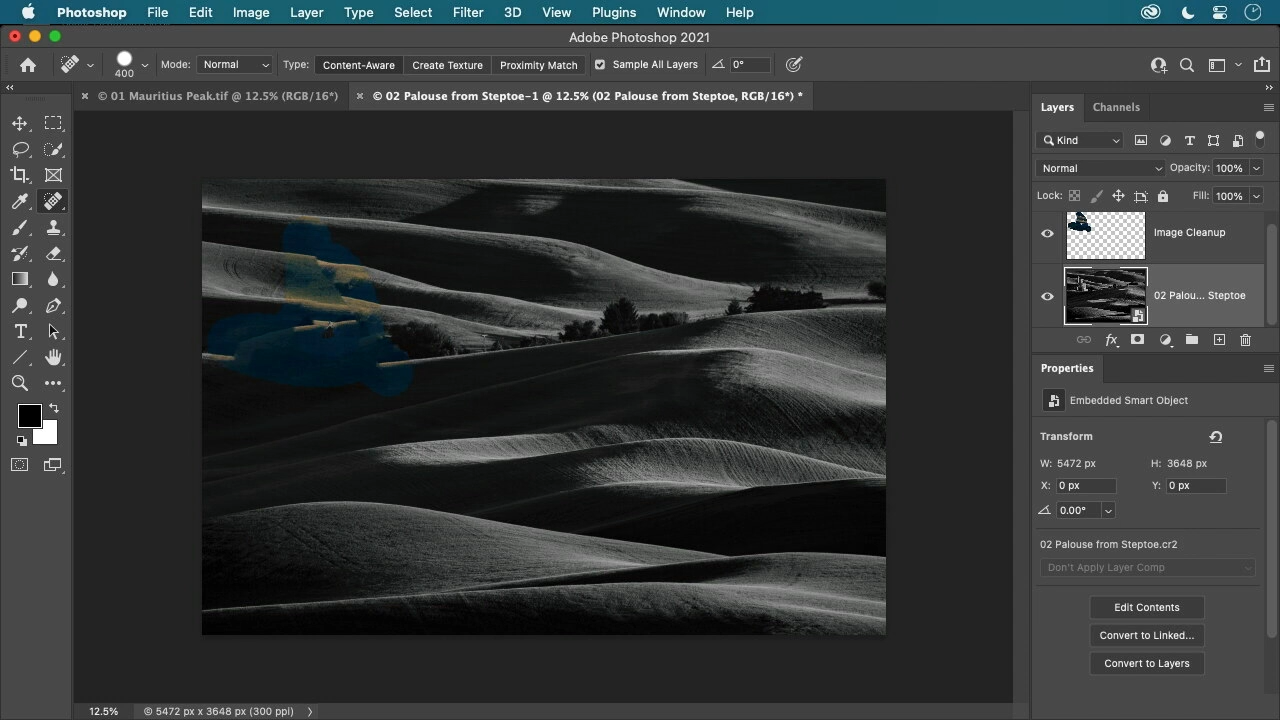 Photoshop File Edit Image Layer Type Select Filter 3D View Plugins Window Help
Adobe Photoshop 2021
400 Mode: Normal Type: Content-Aware Create Texture Proximity Match Sample All Layers 0°
© 01 Mauritius Peak.tif @ 12.5% (RGB/16*) © 02 Palouse from Steptoe-1 @ 12.5% (02 Palouse from Steptoe, RGB/16*) *
Layers Channels
Kind
Normal Opacity: 100%
Lock: Fill: 100%
Image Cleanup
02 Palou... Steptoe
fx
Properties
Embedded Smart Object
Transform
W: 5472 px H: 3648 px
X: 0 px Y: 0 px
0.00°
02 Palouse from Steptoe.cr2
Don't Apply Layer Comp
Edit Contents
Convert to Linked...
Convert to Layers
12.5% © 5472 px x 3648 px (300 ppi)